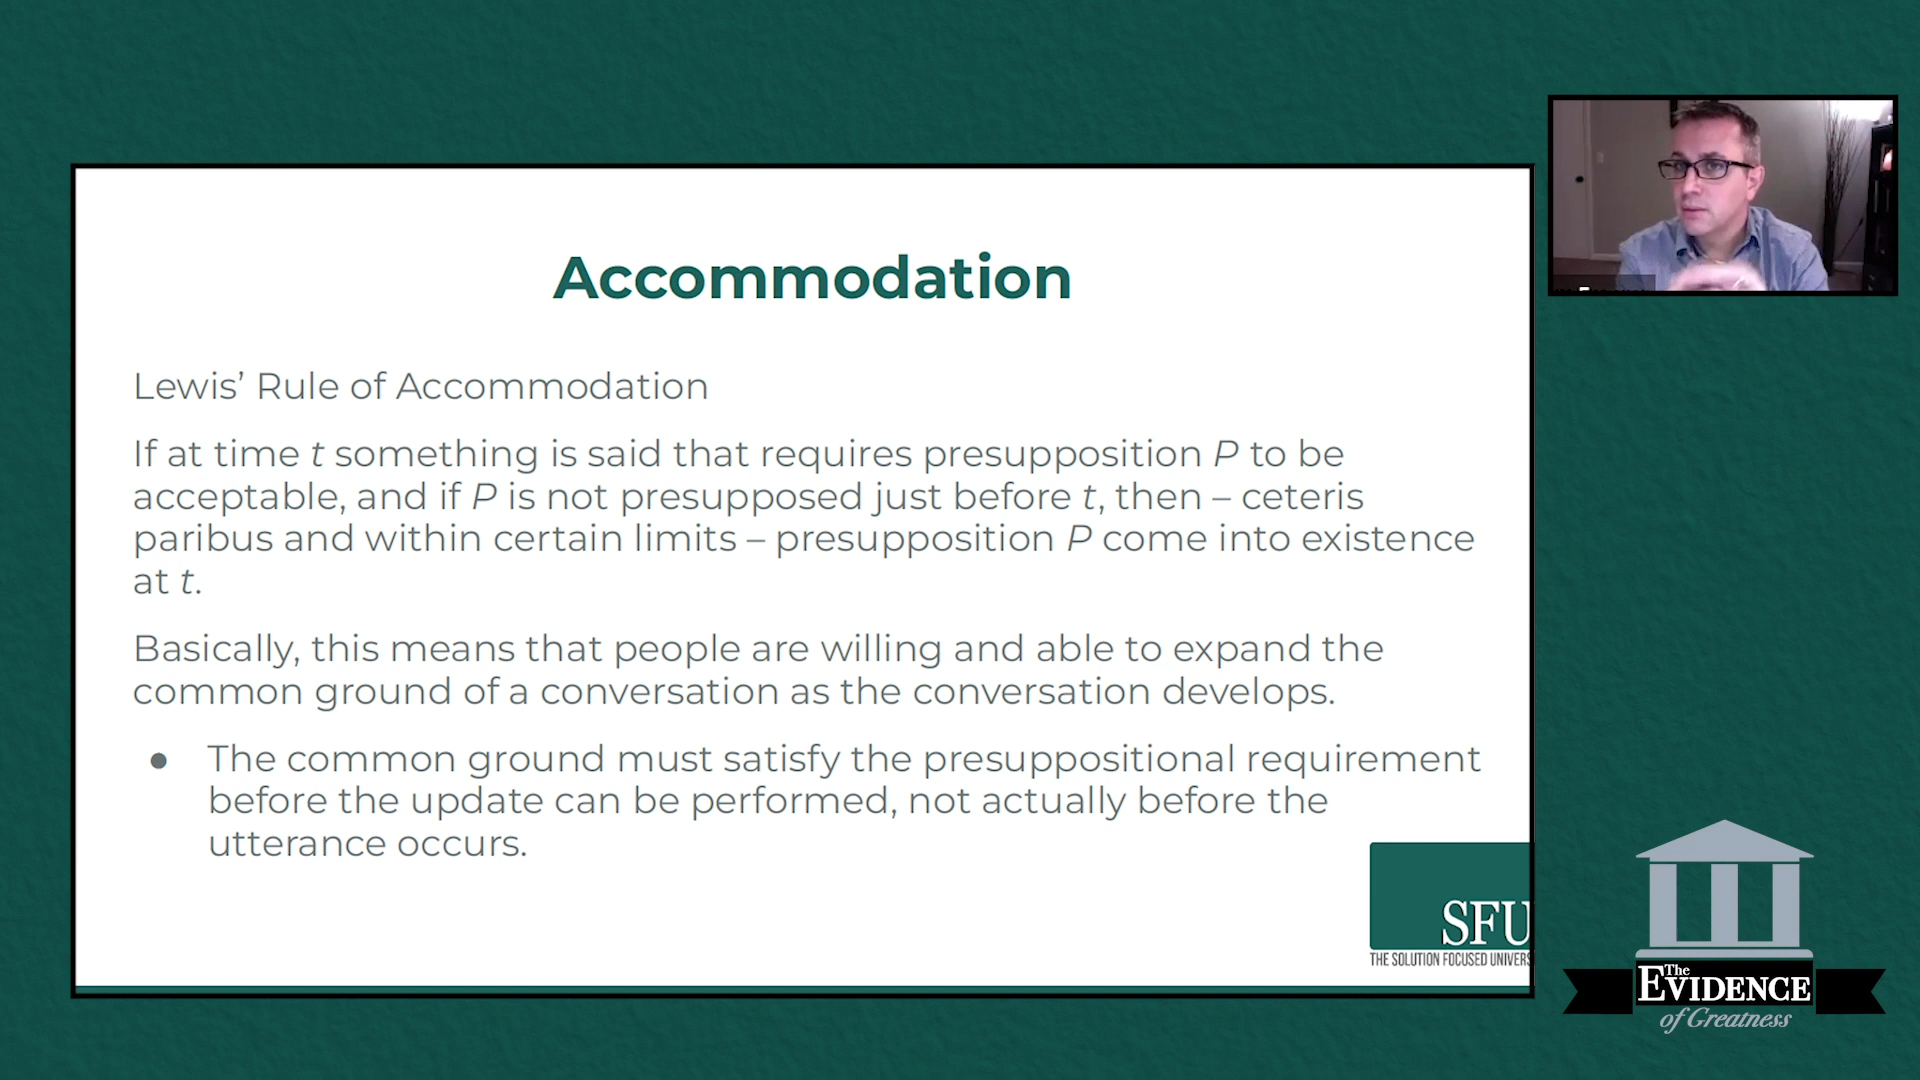 Accommodation
Lewis’ Rule of Accommodation
If at time t something is said that requires presupposition P to be
acceptable, and if P is not presupposed just before t, then – ceteris
paribus and within certain limits – presupposition P come into existence
at t.
Basically, this means that people are willing and able to expand the
common ground of a conversation as the conversation develops.
● The common ground must satisfy the presuppositional requirement
before the update can be performed, not actually before the
utterance occurs.
SFU
THE SOLUTION FOCUSED UNIVERS
The
EVIDENCE
of Greatness